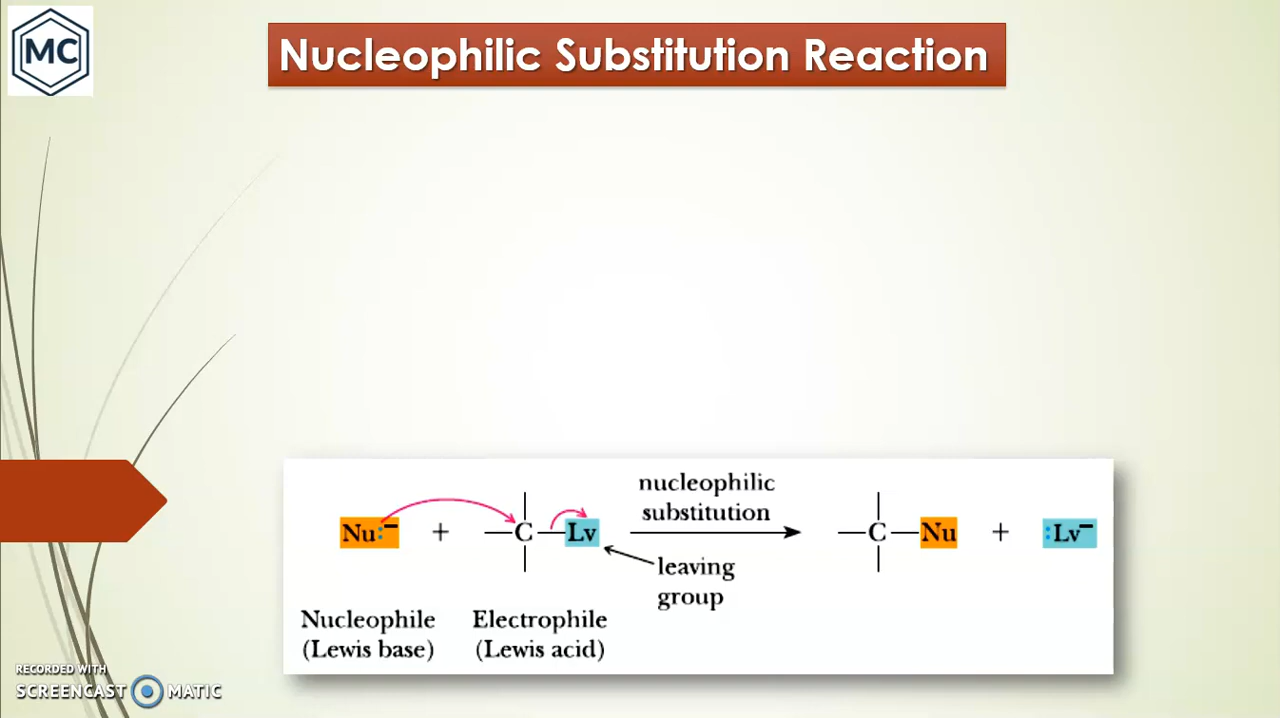 MC
Nucleophilic Substitution Reaction
nucleophilic
substitution
Nu:⁻ + —C—Lv —C—Nu + :Lv⁻
leaving
group
Nucleophile Electrophile
(Lewis base) (Lewis acid)
RECORDED WITH
SCREENCAST MATIC